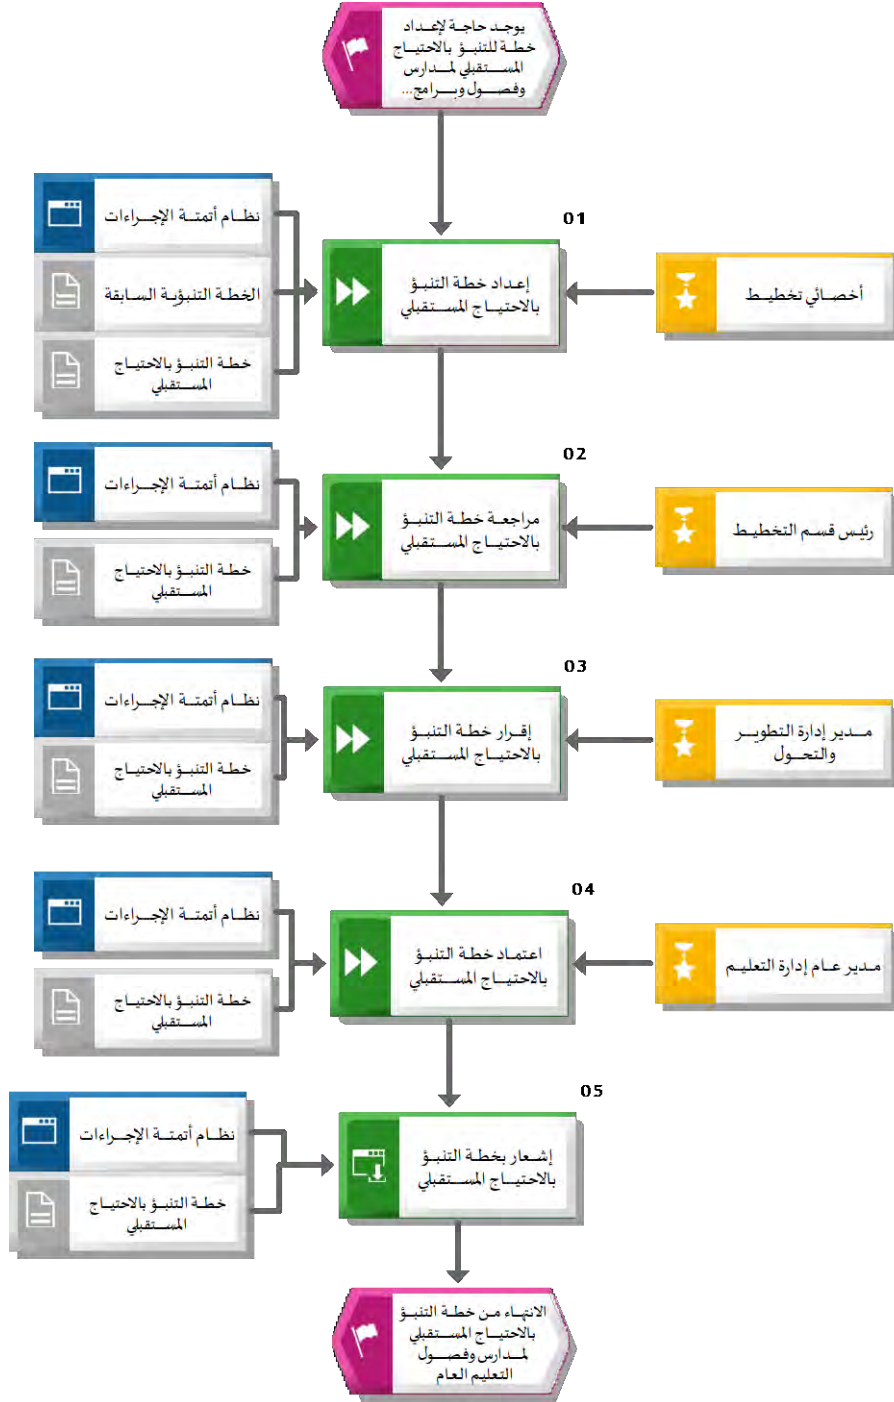 يوجد حاجة لإعداد
خطة للتنبؤ بالاحتياج
المستقبلي لمدارس
وفصول وبرامج...
01
أخصائي تخطيط
إعداد خطة التنبؤ
بالاحتياج المستقبلي
نظام أتمتة الإجراءات
الخطة التنبؤية السابقة
خطة التنبؤ بالاحتياج
المستقبلي
02
رئيس قسم التخطيط
مراجعة خطة التنبؤ
بالاحتياج المستقبلي
نظام أتمتة الإجراءات
خطة التنبؤ بالاحتياج
المستقبلي
03
مدير إدارة التطوير
والتحول
إقرار خطة التنبؤ
بالاحتياج المستقبلي
نظام أتمتة الإجراءات
خطة التنبؤ بالاحتياج
المستقبلي
04
مدير عام إدارة التعليم
اعتماد خطة التنبؤ
بالاحتياج المستقبلي
نظام أتمتة الإجراءات
خطة التنبؤ بالاحتياج
المستقبلي
05
إشعار بخطة التنبؤ
بالاحتياج المستقبلي
نظام أتمتة الإجراءات
خطة التنبؤ بالاحتياج
المستقبلي
الانتهاء من خطة التنبؤ
بالاحتياج المستقبلي
لمدارس وفصول
التعليم العام